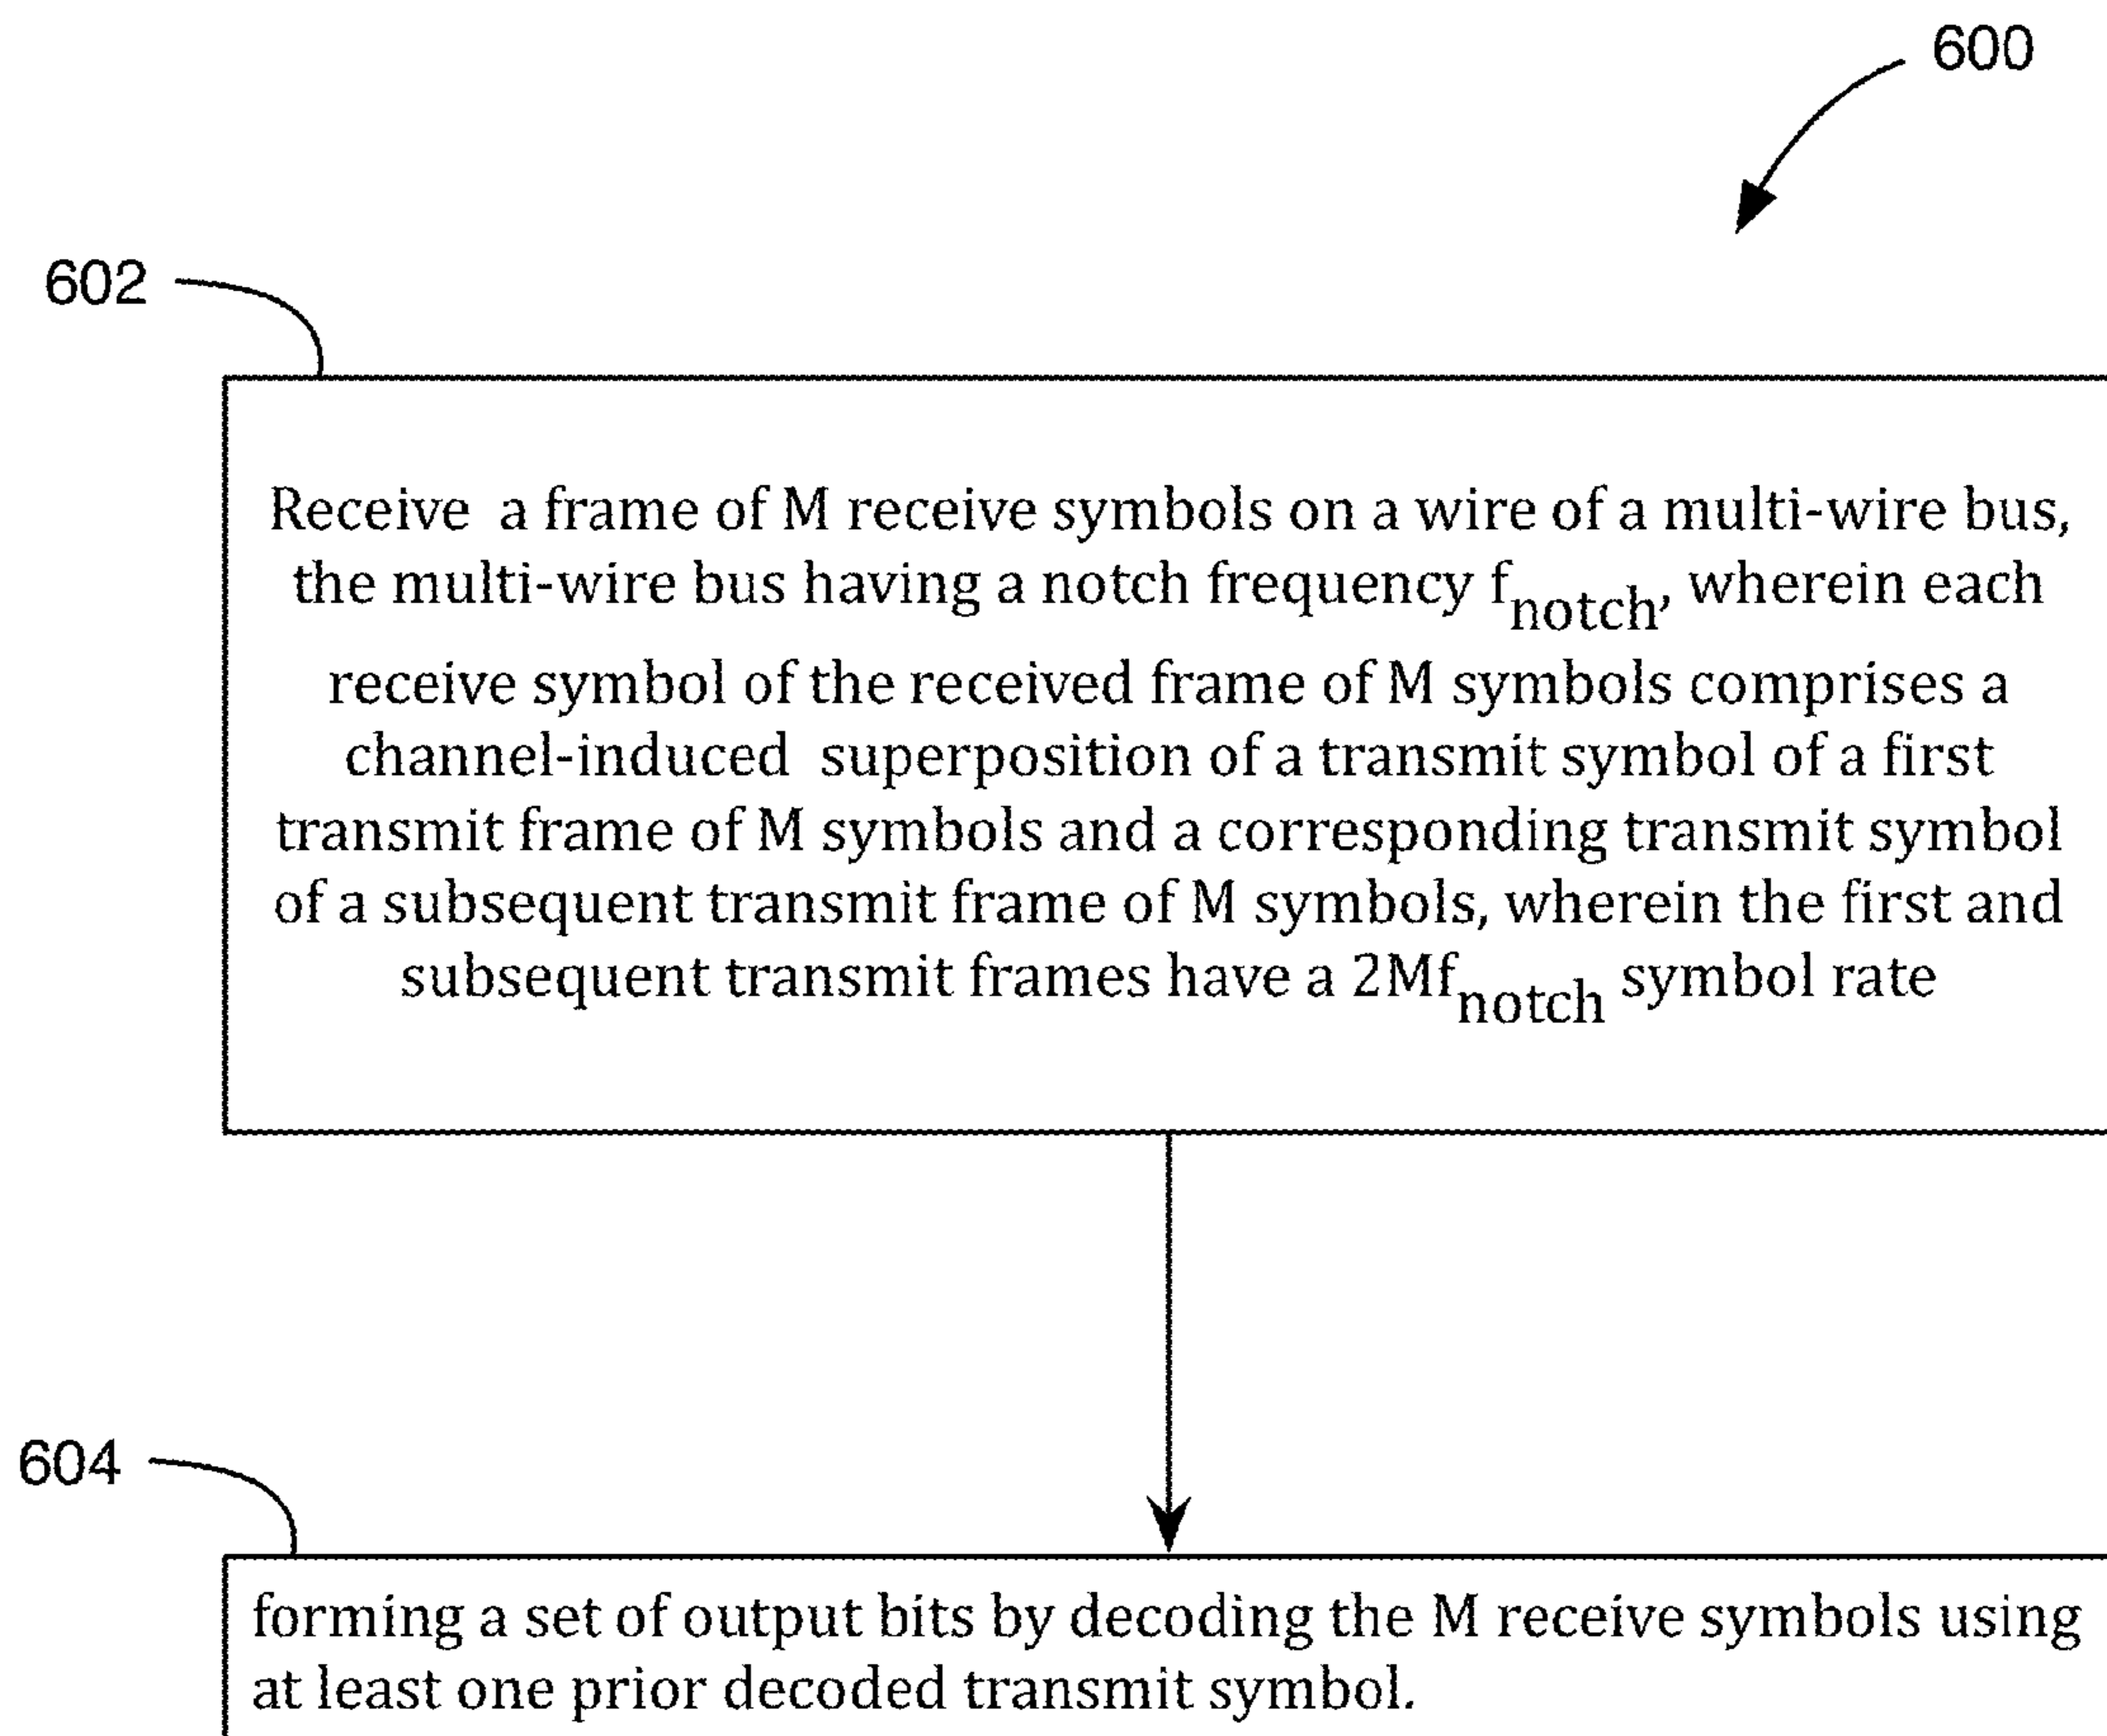 600
602
Receive a frame of M receive symbols on a wire of a multi-wire bus,
the multi-wire bus having a notch frequency fnotch, wherein each
receive symbol of the received frame of M symbols comprises a
channel-induced superposition of a transmit symbol of a first
transmit frame of M symbols and a corresponding transmit symbol
of a subsequent transmit frame of M symbols, wherein the first and
subsequent transmit frames have a 2Mfnotch symbol rate
604
forming a set of output bits by decoding the M receive symbols using
at least one prior decoded transmit symbol.